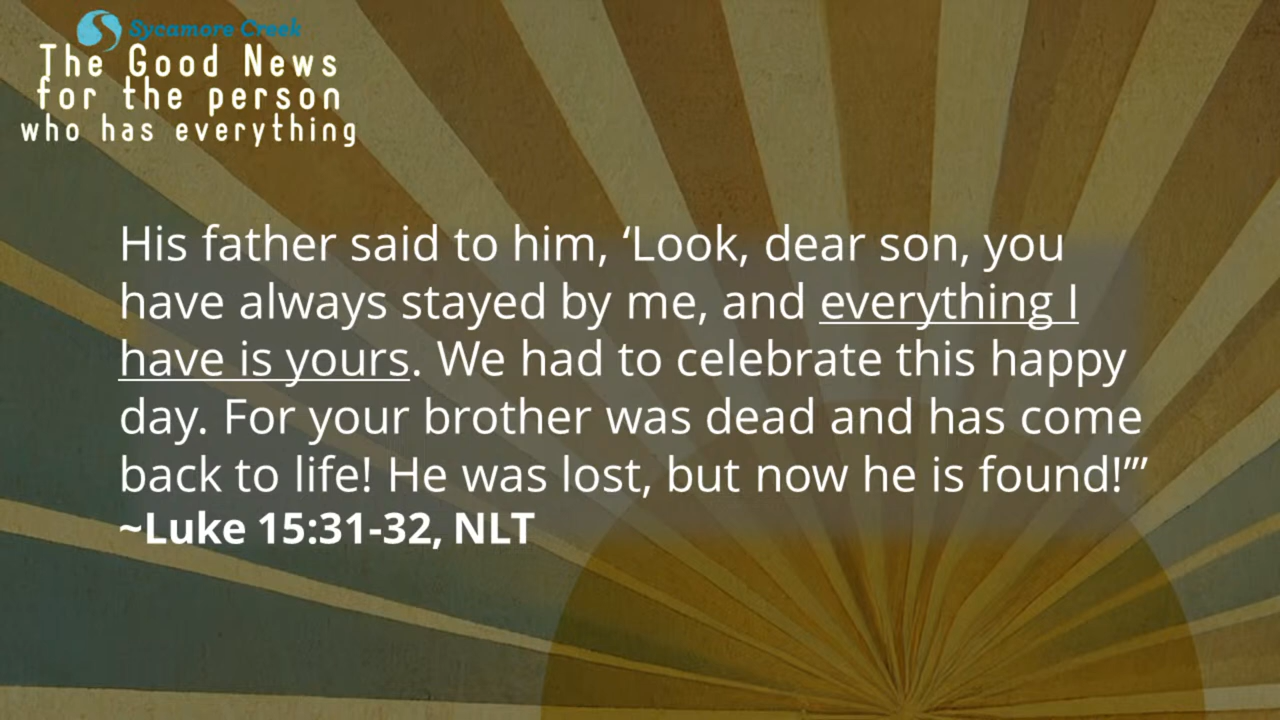 Sycamore Creek
The Good News
for the person
who has everything
His father said to him, ‘Look, dear son, you
have always stayed by me, and everything I
have is yours. We had to celebrate this happy
day. For your brother was dead and has come
back to life! He was lost, but now he is found!’”
~Luke 15:31-32, NLT